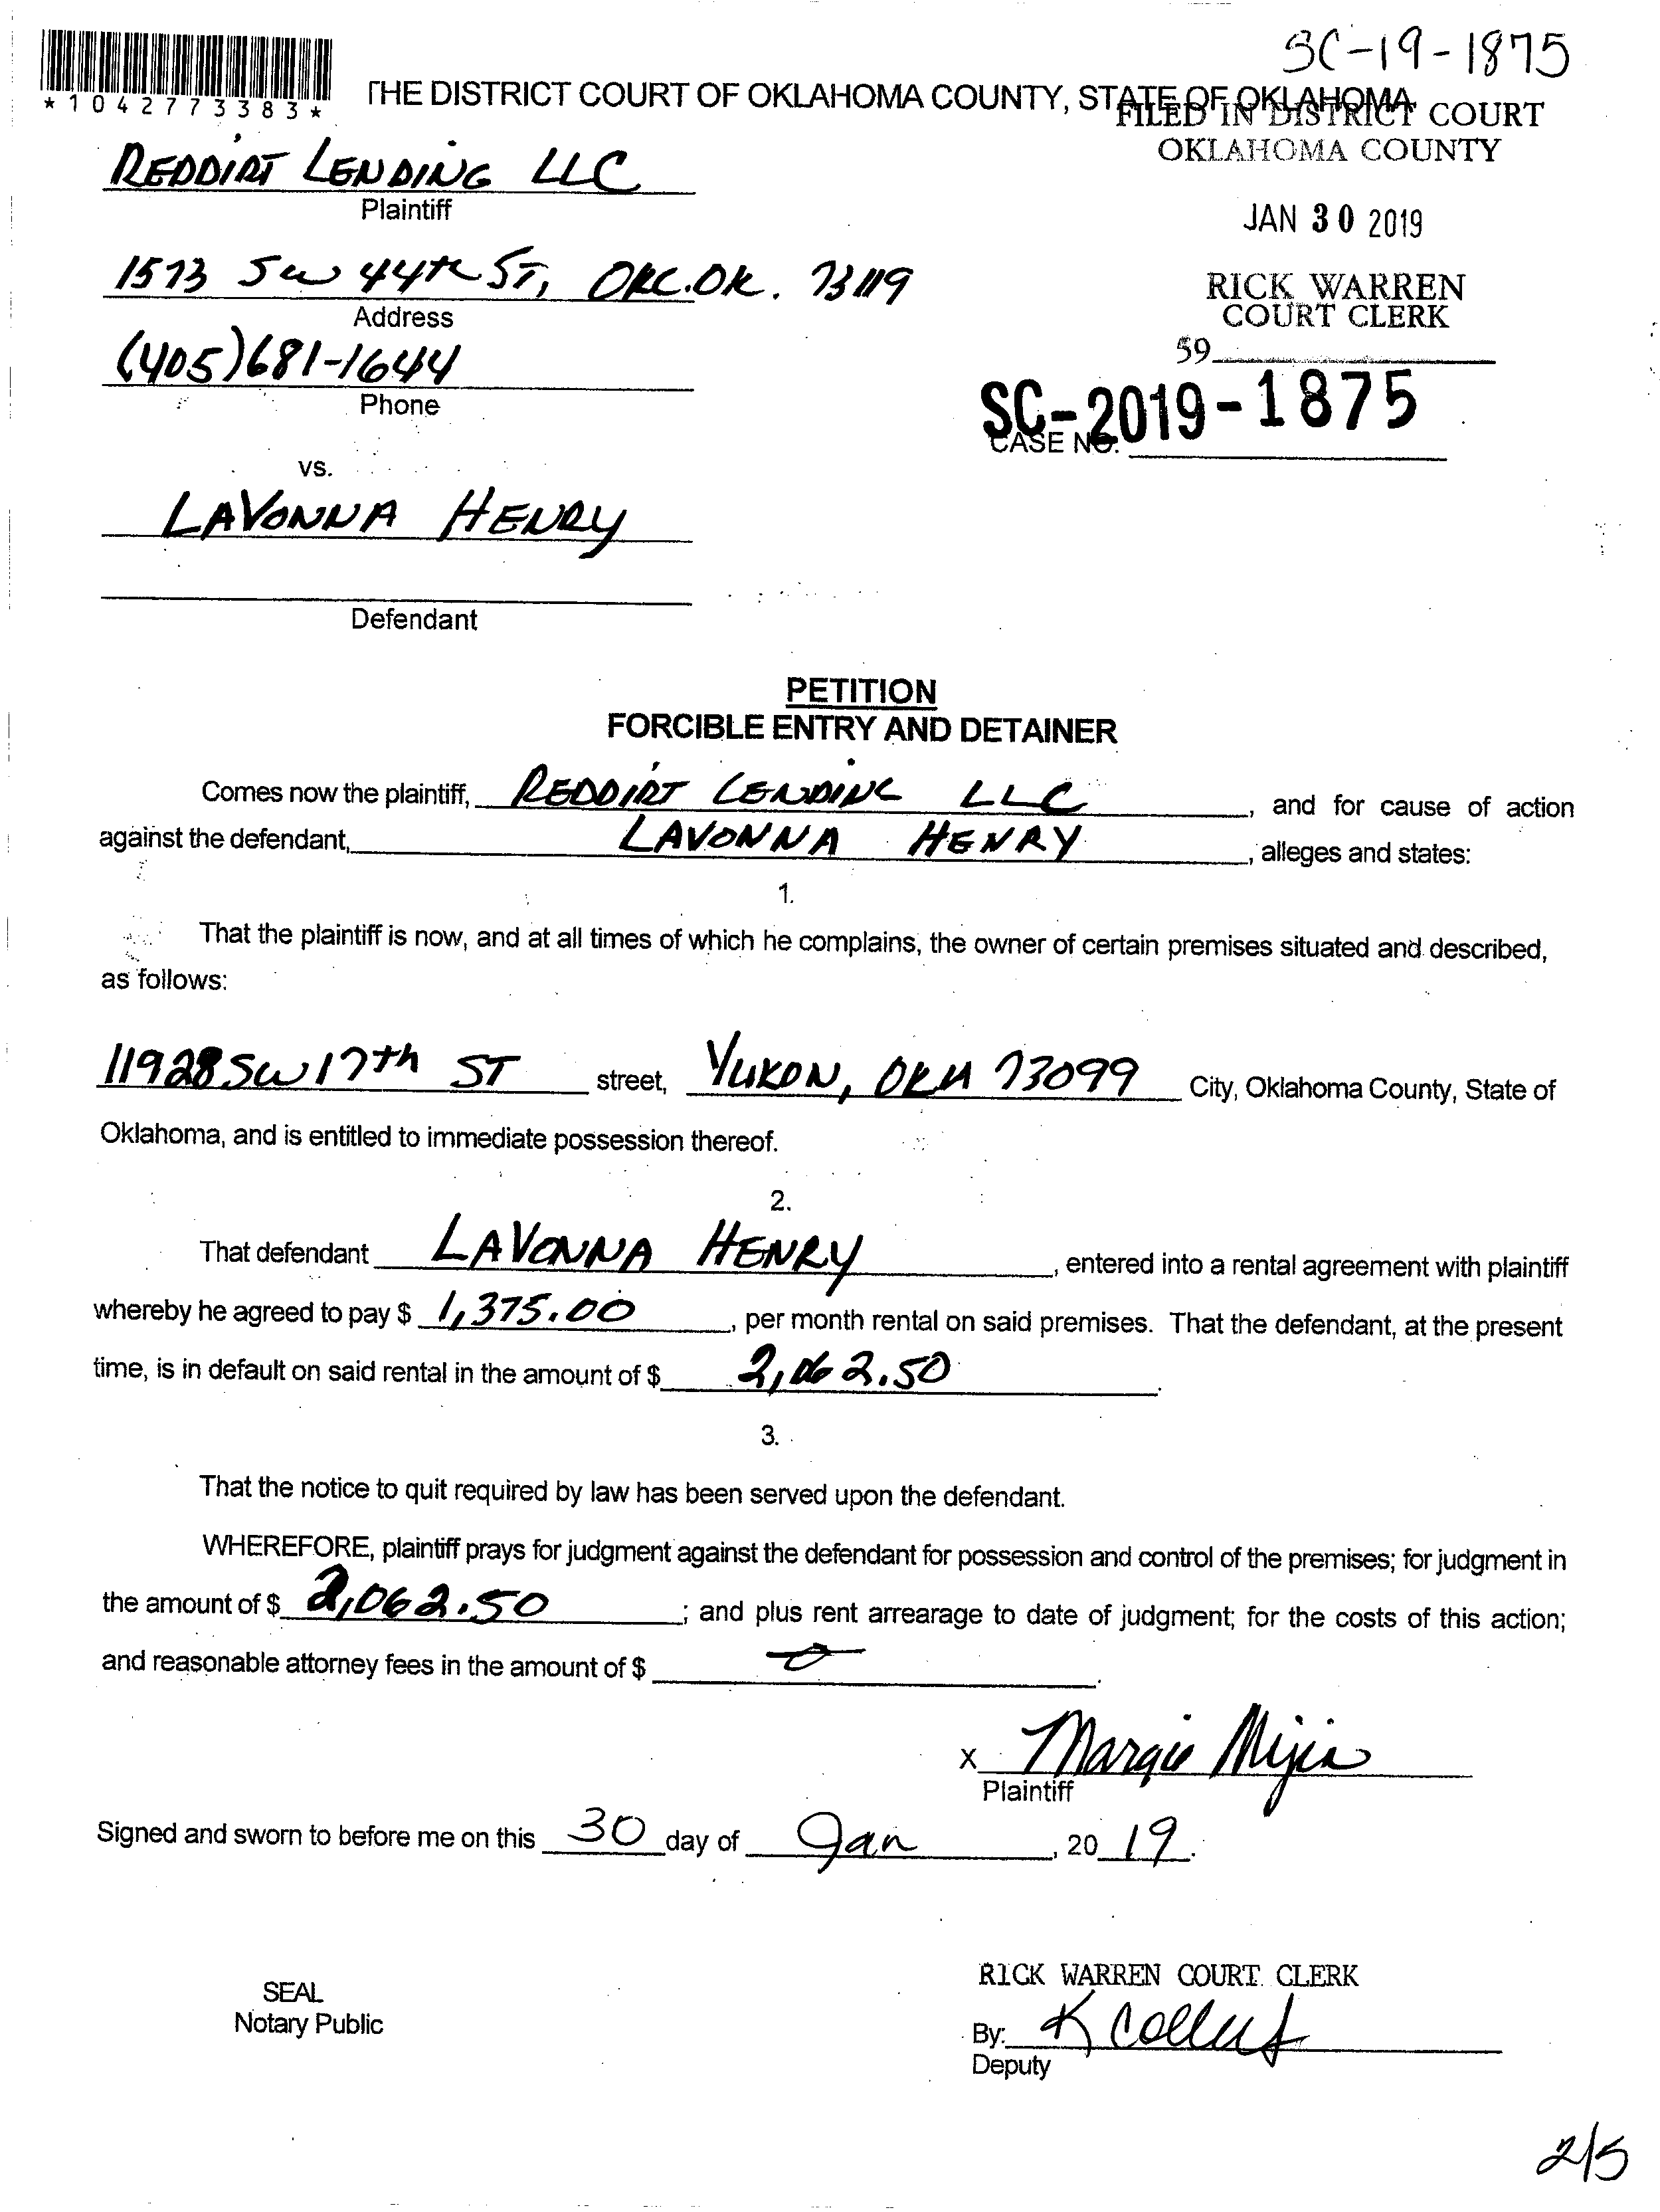 SC-19-1875
*1042773383*
THE DISTRICT COURT OF OKLAHOMA COUNTY, STATE OF OKLAHOMA
FILED IN DISTRICT COURT
OKLAHOMA COUNTY
REDDIRT LENDING LLC
Plaintiff
JAN 30 2019
1573 SW 44th ST, OKC.OK. 73119
Address
RICK WARREN
COURT CLERK
(405)681-1644
Phone
59
SC-2019-1875
CASE NO.
vs.
LAVONNA HENRY
Defendant
PETITION
FORCIBLE ENTRY AND DETAINER
Comes now the plaintiff, REDDIRT LENDING LLC, and for cause of action
against the defendant, LAVONNA HENRY, alleges and states:
1.
That the plaintiff is now, and at all times of which he complains, the owner of certain premises situated and described,
as follows:
11928 SW 17th ST street, YUKON, OKLA 73099 City, Oklahoma County, State of
Oklahoma, and is entitled to immediate possession thereof.
2.
That defendant LAVONNA HENRY, entered into a rental agreement with plaintiff
whereby he agreed to pay $ 1,375.00, per month rental on said premises. That the defendant, at the present
time, is in default on said rental in the amount of $ 2,062.50.
3.
That the notice to quit required by law has been served upon the defendant.
WHEREFORE, plaintiff prays for judgment against the defendant for possession and control of the premises; for judgment in
the amount of $ 2,062.50; and plus rent arrearage to date of judgment; for the costs of this action;
and reasonable attorney fees in the amount of $ 0.
X Margie Mijia
Plaintiff
Signed and sworn to before me on this 30 day of Jan, 2019.
SEAL
Notary Public
RICK WARREN COURT CLERK
By: K
Deputy
2/5